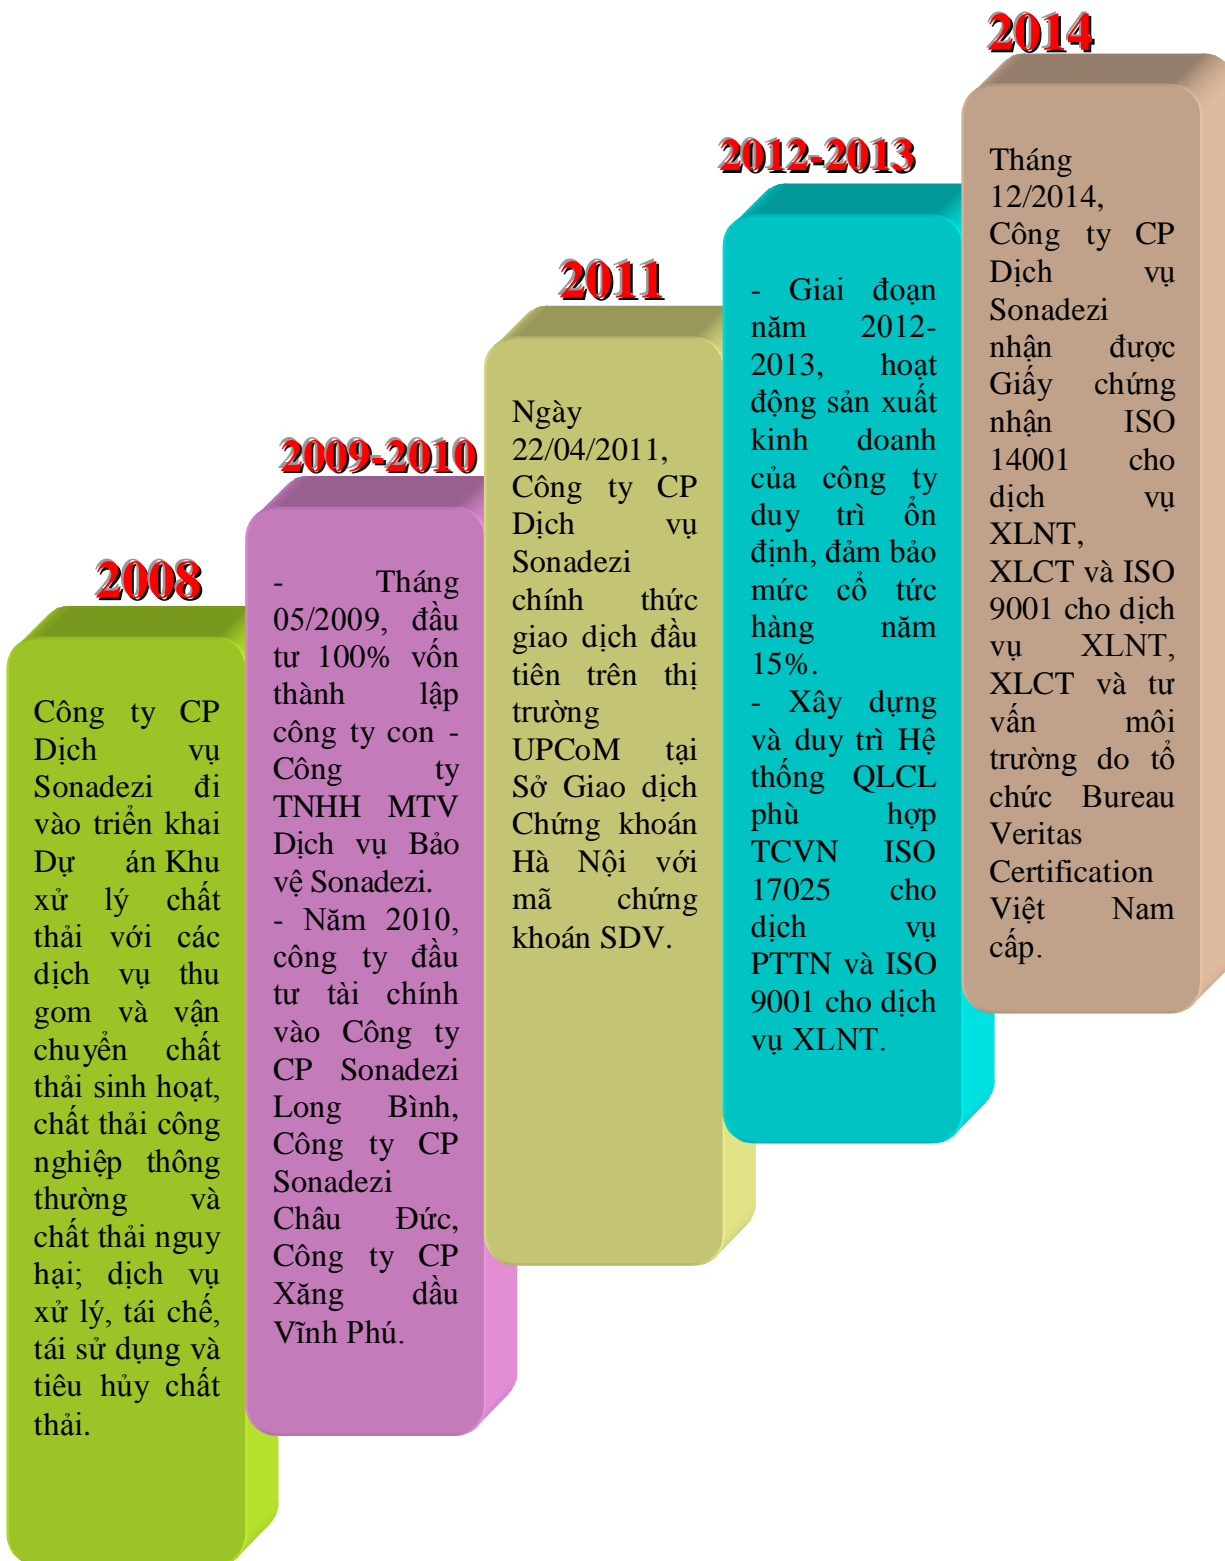 2008
Công ty CP
Dịch vụ
Sonadezi đi
vào triển khai
Dự án Khu
xử lý chất
thải với các
dịch vụ thu
gom và vận
chuyển chất
thải sinh hoạt,
chất thải công
nghiệp thông
thường và
chất thải nguy
hại; dịch vụ
xử lý, tái chế,
tái sử dụng và
tiêu hủy chất
thải.
2009-2010
- Tháng
05/2009, đầu
tư 100% vốn
thành lập
công ty con -
Công ty
TNHH MTV
Dịch vụ Bảo
vệ Sonadezi.
- Năm 2010,
công ty đầu
tư tài chính
vào Công ty
CP Sonadezi
Long Bình,
Công ty CP
Sonadezi
Châu Đức,
Công ty CP
Xăng dầu
Vĩnh Phú.
2011
Ngày
22/04/2011,
Công ty CP
Dịch vụ
Sonadezi
chính thức
giao dịch đầu
tiên trên thị
trường
UPCoM tại
Sở Giao dịch
Chứng khoán
Hà Nội với
mã chứng
khoán SDV.
2012-2013
- Giai đoạn
năm 2012-
2013, hoạt
động sản xuất
kinh doanh
của công ty
duy trì ổn
định, đảm bảo
mức cổ tức
hàng năm
15%.
- Xây dựng
và duy trì Hệ
thống QLCL
phù hợp
TCVN ISO
17025 cho
dịch vụ
PTTN và ISO
9001 cho dịch
vụ XLNT.
2014
Tháng
12/2014,
Công ty CP
Dịch vụ
Sonadezi
nhận được
Giấy chứng
nhận ISO
14001 cho
dịch vụ
XLNT,
XLCT và ISO
9001 cho dịch
vụ XLNT,
XLCT và tư
vấn môi
trường do tổ
chức Bureau
Veritas
Certification
Việt Nam
cấp.